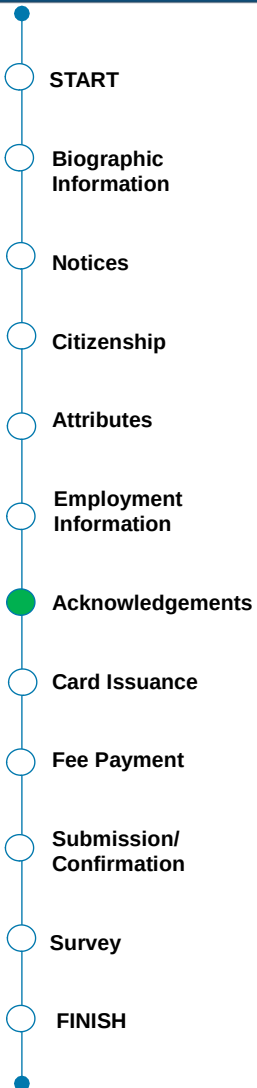 START
Biographic
Information
Notices
Citizenship
Attributes
Employment
Information
Acknowledgements
Card Issuance
Fee Payment
Submission/
Confirmation
Survey
FINISH